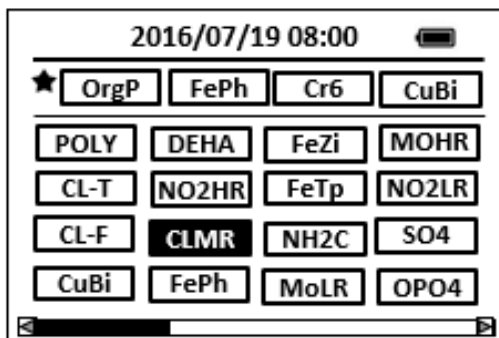 2016/07/19 08:00
OrgP FePh Cr6 CuBi
POLY DEHA FeZi MOHR
CL-T NO2HR FeTp NO2LR
CL-F CLMR NH2C SO4
CuBi FePh MoLR OPO4